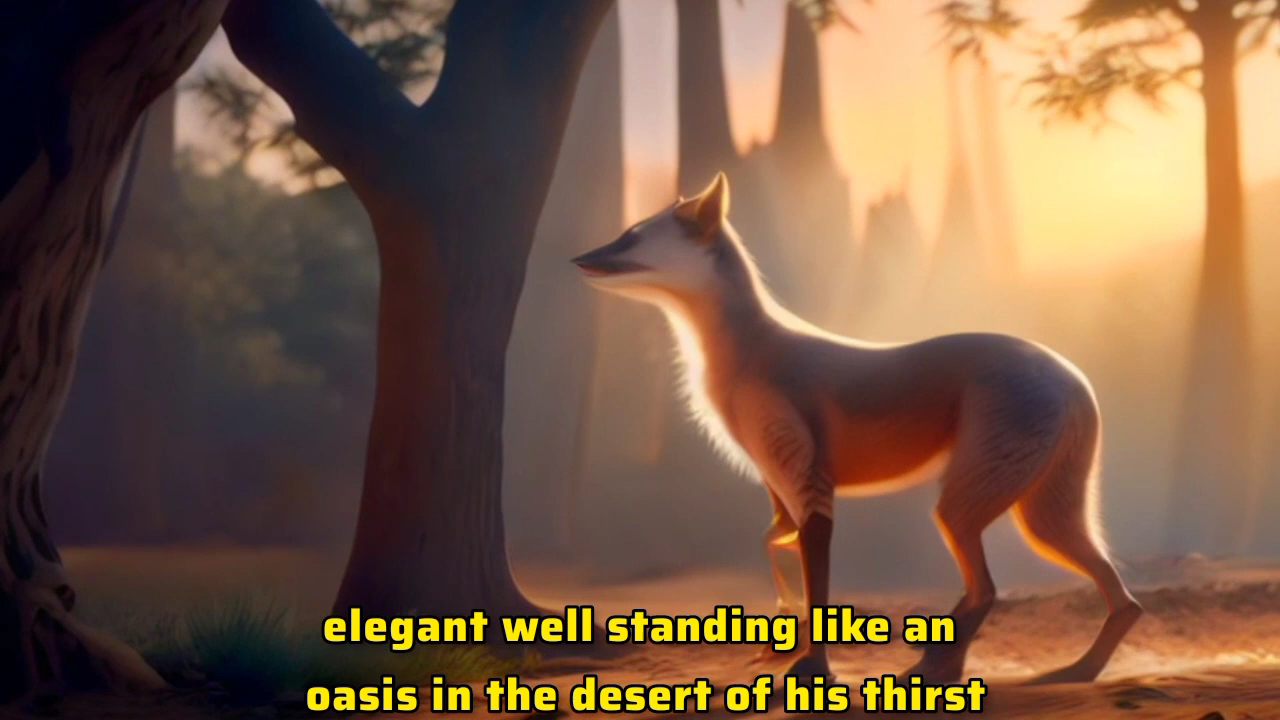 elegant well standing like an
oasis in the desert of his thirst